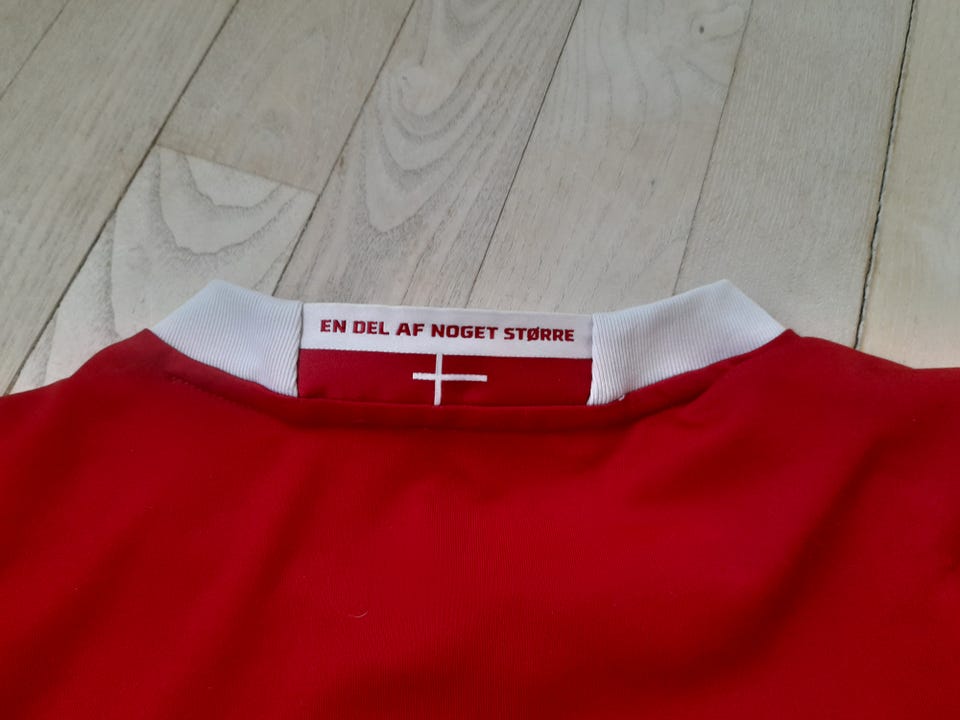 EN DEL AF NOGET STØRRE